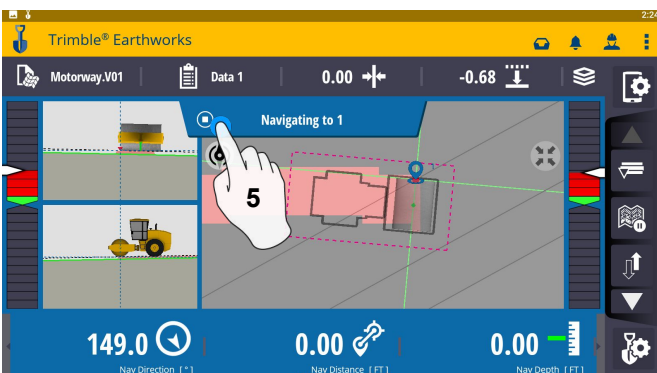 2:24
Trimble® Earthworks
Motorway.V01
Data 1
0.00
-0.68
Navigating to 1
5
149.0
0.00
0.00
Nav Direction [°]
Nav Distance [FT]
Nav Depth [FT]